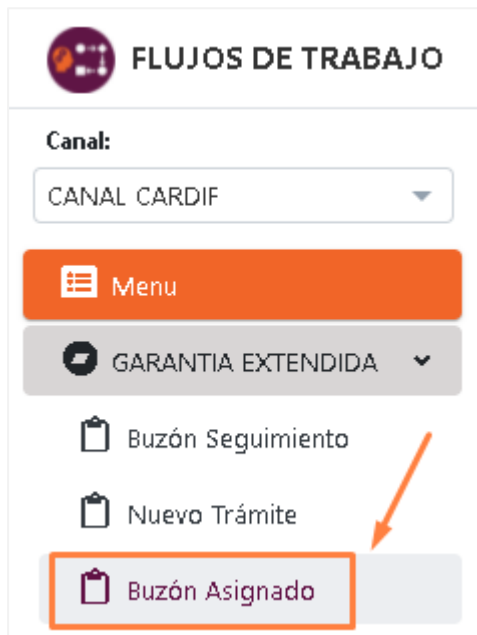 FLUJOS DE TRABAJO
Canal:
CANAL CARDIF
Menu
GARANTIA EXTENDIDA
Buzón Seguimiento
Nuevo Trámite
Buzón Asignado